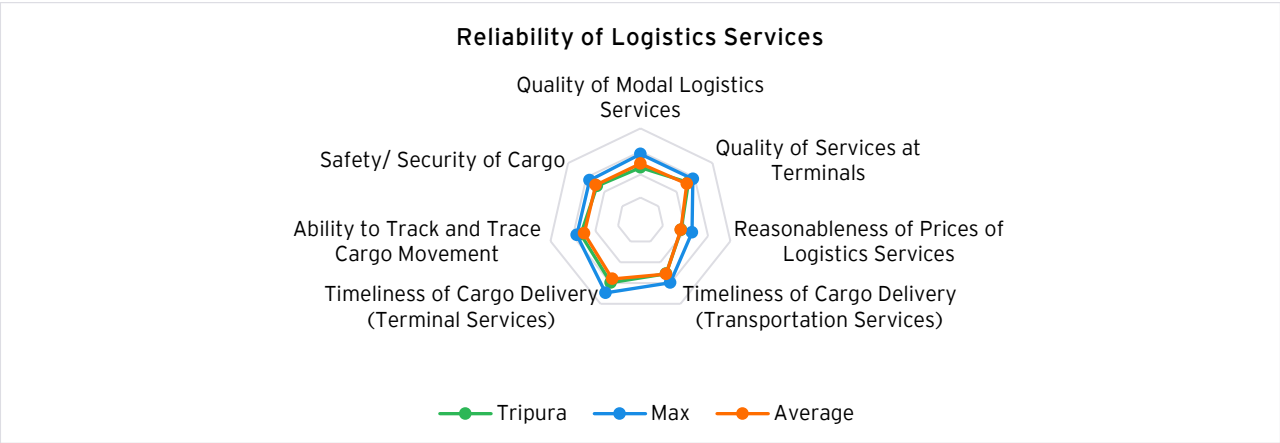 Reliability of Logistics Services
Quality of Modal Logistics
Services
Quality of Services at
Terminals
Reasonableness of Prices of
Logistics Services
Timeliness of Cargo Delivery
(Transportation Services)
Timeliness of Cargo Delivery
(Terminal Services)
Ability to Track and Trace
Cargo Movement
Safety/ Security of Cargo
Tripura
Max
Average